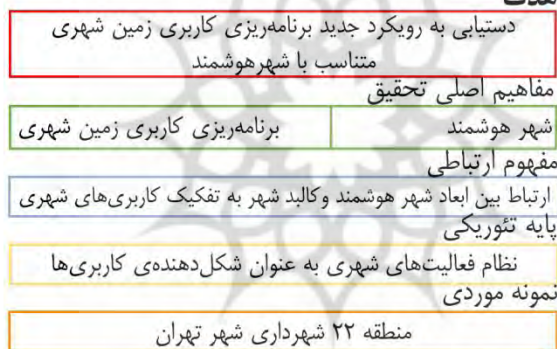 هدف
دستیابی به رویکرد جدید برنامه‌ریزی کاربری زمین شهری
متناسب با شهرهوشمند
مفاهیم اصلی تحقیق
شهر هوشمند
برنامه‌ریزی کاربری زمین شهری
مفهوم ارتباطی
ارتباط بین ابعاد شهر هوشمند وکالبد شهر به تفکیک کاربری‌های شهری
پایه تئوریکی
نظام فعالیت‌های شهری به عنوان شکل‌دهنده‌ی کاربری‌ها
نمونه موردی
منطقه ۲۲ شهرداری شهر تهران